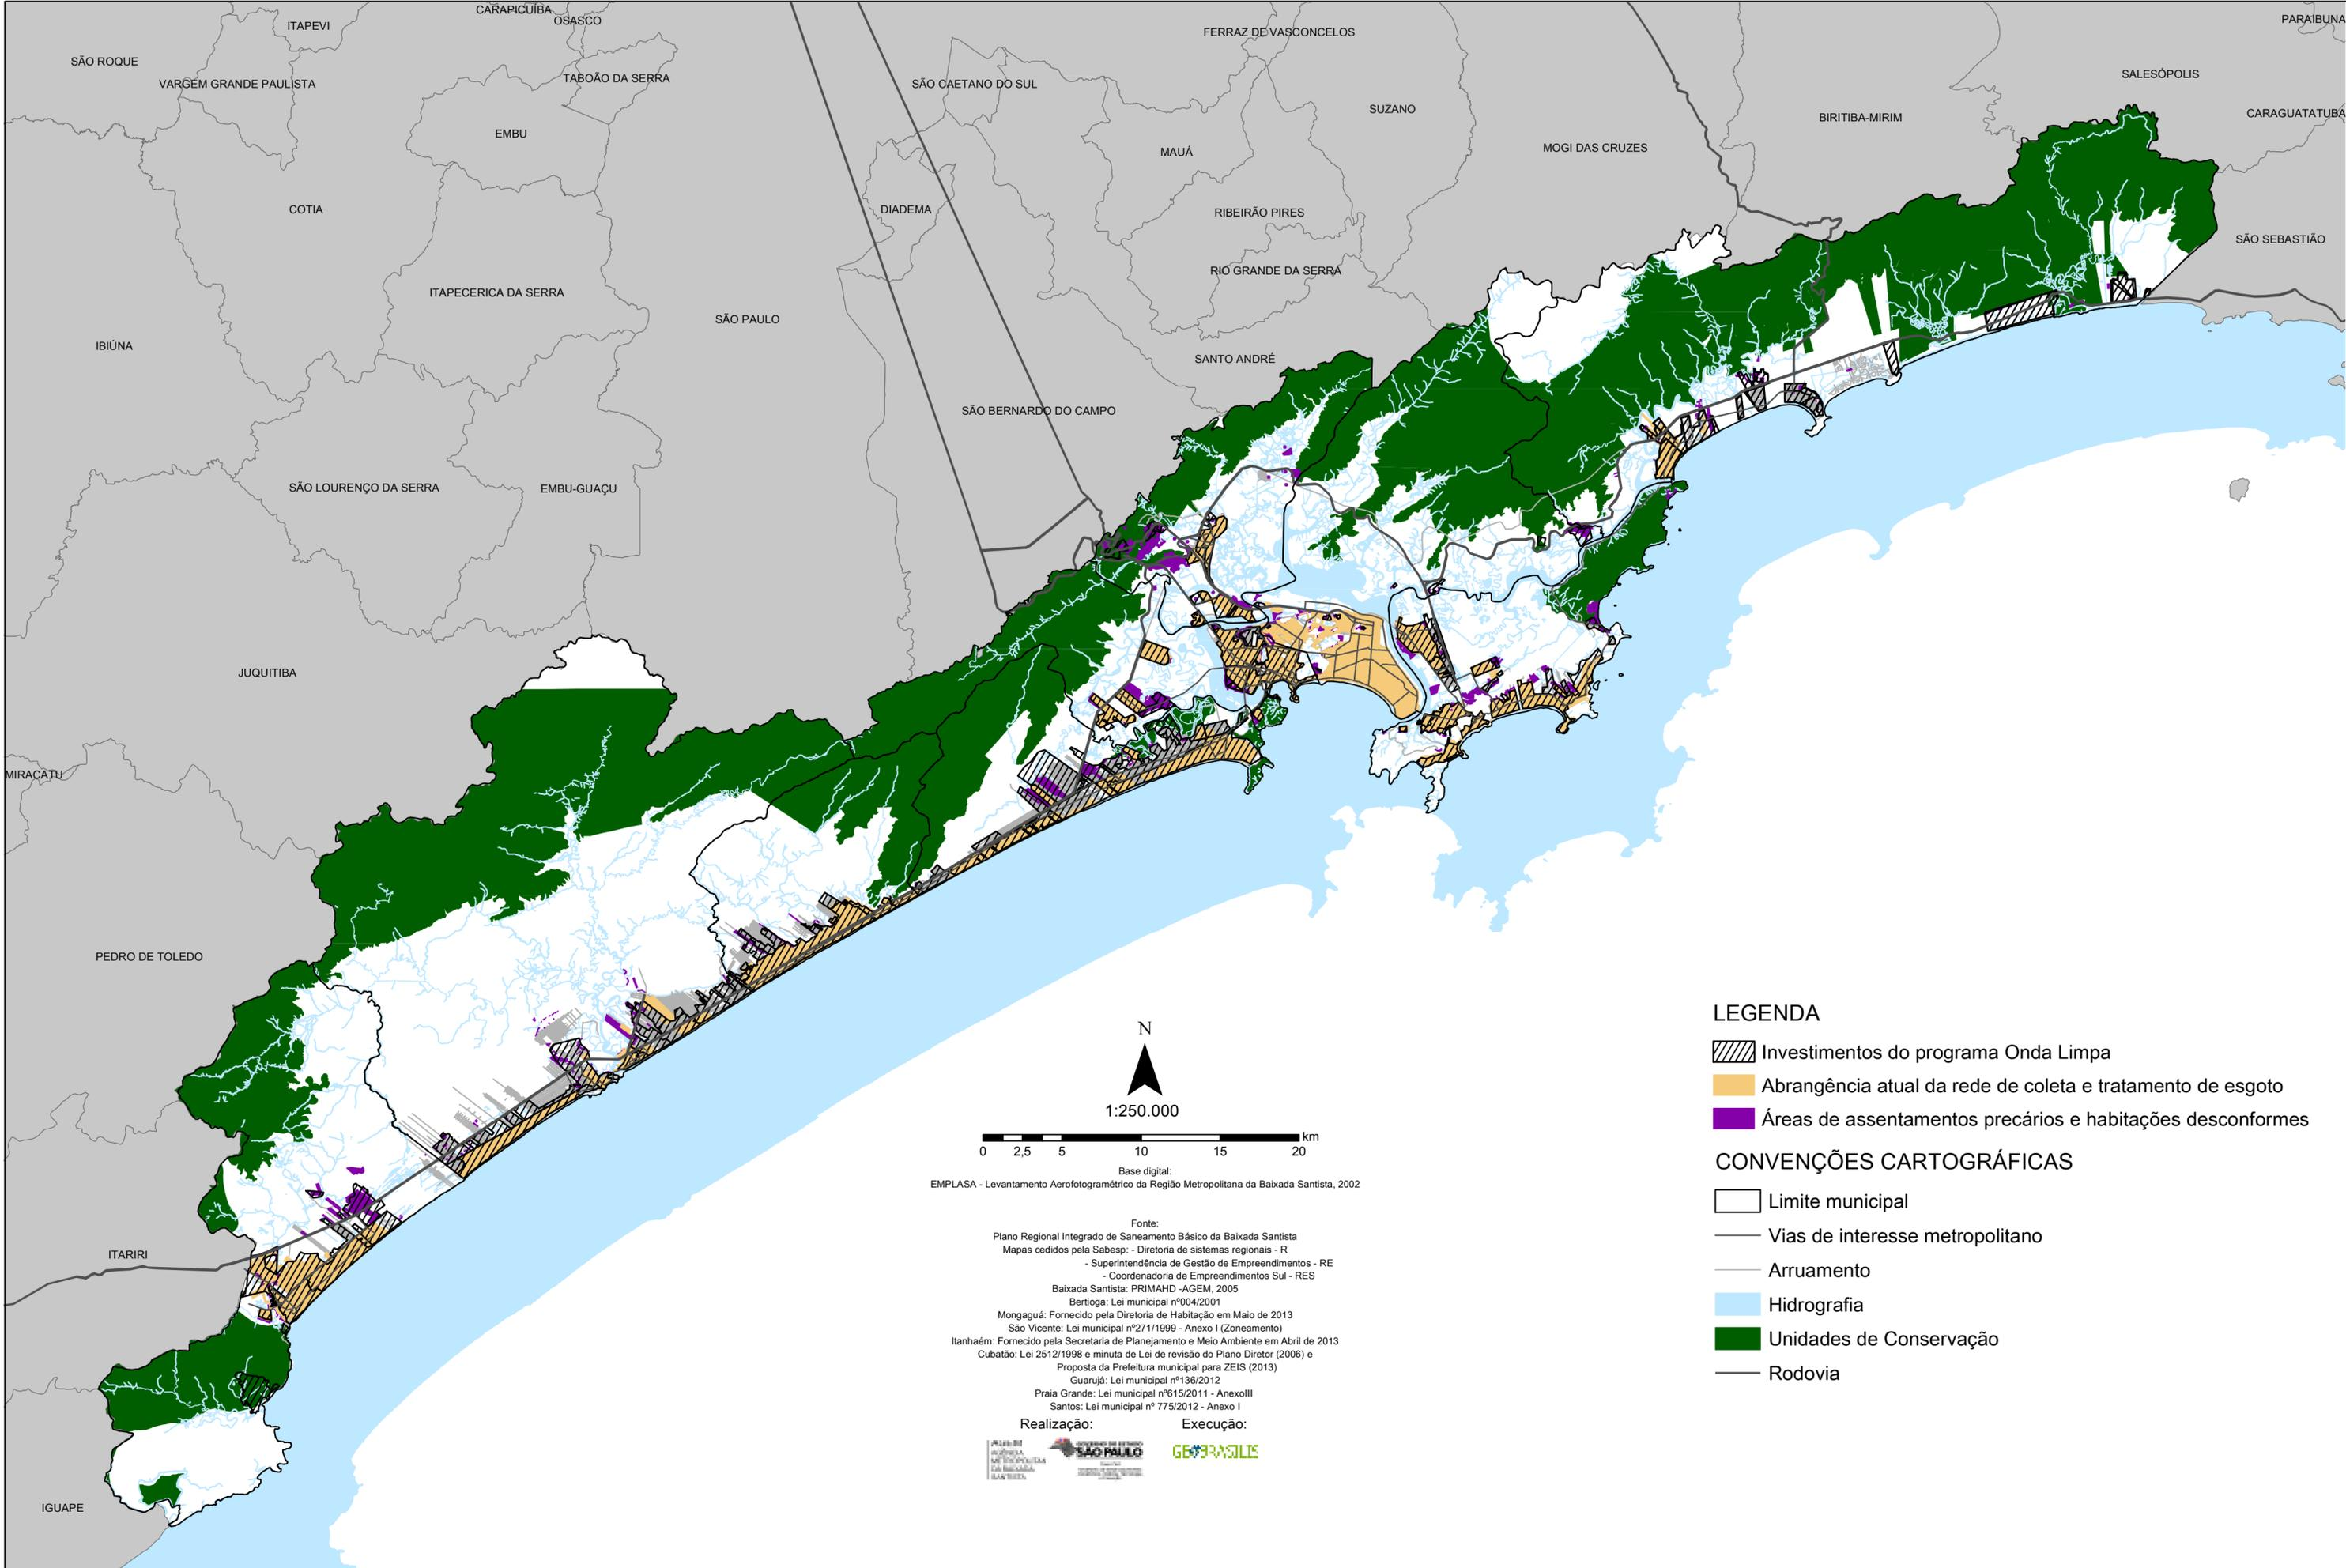 CARAPICUÍBA
OSASCO
ITAPEVI
PARAIBUNA
FERRAZ DE VASCONCELOS
SÃO ROQUE
TABOÃO DA SERRA
VARGEM GRANDE PAULISTA
SÃO CAETANO DO SUL
SALESÓPOLIS
SUZANO
CARAGUATATUBA
BIRITIBA-MIRIM
EMBU
MOGI DAS CRUZES
MAUÁ
COTIA
DIADEMA
RIBEIRÃO PIRES
SÃO SEBASTIÃO
RIO GRANDE DA SERRA
ITAPECERICA DA SERRA
SÃO PAULO
IBIÚNA
SANTO ANDRÉ
SÃO BERNARDO DO CAMPO
SÃO LOURENÇO DA SERRA
EMBU-GUAÇU
JUQUITIBA
MIRACATU
PEDRO DE TOLEDO
ITARIRI
IGUAPE
N
1:250.000
km
0 2,5 5 10 15 20
Base digital:
EMPLASA - Levantamento Aerofotogramétrico da Região Metropolitana da Baixada Santista, 2002
Fonte:
Plano Regional Integrado de Saneamento Básico da Baixada Santista
Mapas cedidos pela Sabesp: - Diretoria de sistemas regionais - R
- Superintendência de Gestão de Empreendimentos - RE
- Coordenadoria de Empreendimentos Sul - RES
Baixada Santista: PRIMAHD -AGEM, 2005
Bertioga: Lei municipal nº004/2001
Mongaguá: Fornecido pela Diretoria de Habitação em Maio de 2013
São Vicente: Lei municipal nº271/1999 - Anexo I (Zoneamento)
Itanhaém: Fornecido pela Secretaria de Planejamento e Meio Ambiente em Abril de 2013
Cubatão: Lei 2512/1998 e minuta de Lei de revisão do Plano Diretor (2006) e
Proposta da Prefeitura municipal para ZEIS (2013)
Guarujá: Lei municipal nº136/2012
Praia Grande: Lei municipal nº615/2011 - AnexoIII
Santos: Lei municipal nº 775/2012 - Anexo I
Realização:
Execução:
SÃO PAULO
GEOBRASILIS
LEGENDA
Investimentos do programa Onda Limpa
Abrangência atual da rede de coleta e tratamento de esgoto
Áreas de assentamentos precários e habitações desconformes
CONVENÇÕES CARTOGRÁFICAS
Limite municipal
Vias de interesse metropolitano
Arruamento
Hidrografia
Unidades de Conservação
Rodovia